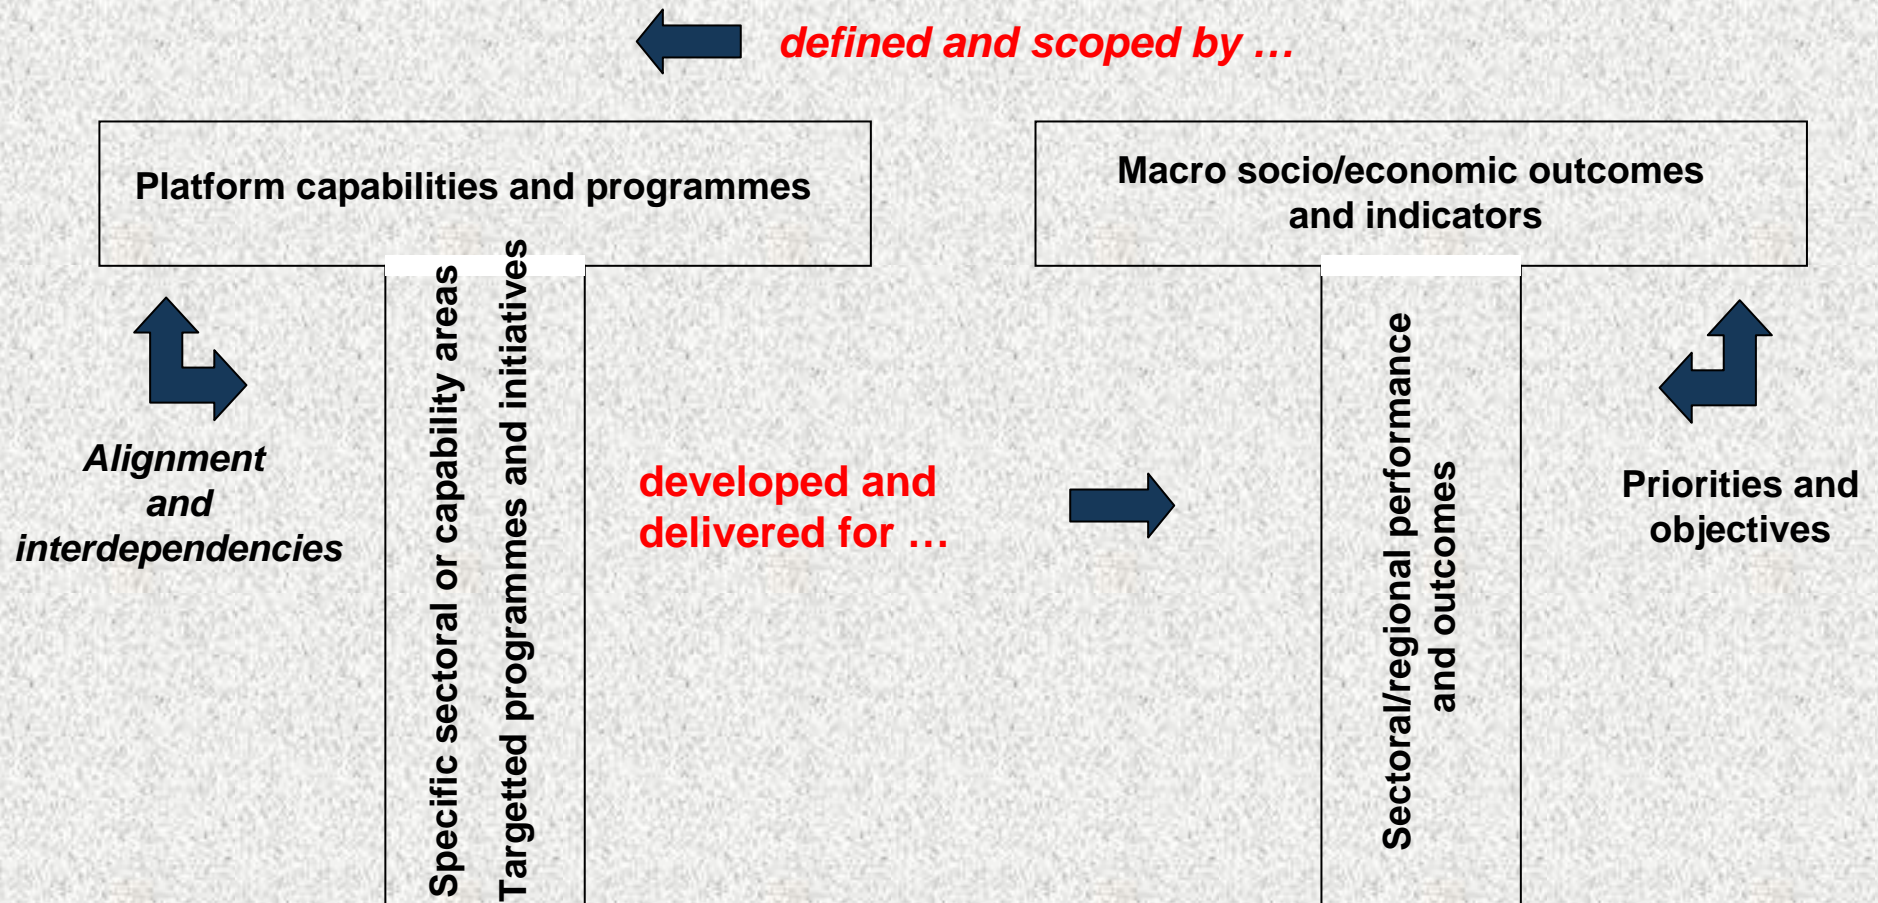 defined and scoped by …
Platform capabilities and programmes
Macro socio/economic outcomes
and indicators
Specific sectoral or capability areas
Targetted programmes and initiatives
Alignment
and
interdependencies
developed and
delivered for …
Sectoral/regional performance
and outcomes
Priorities and
objectives